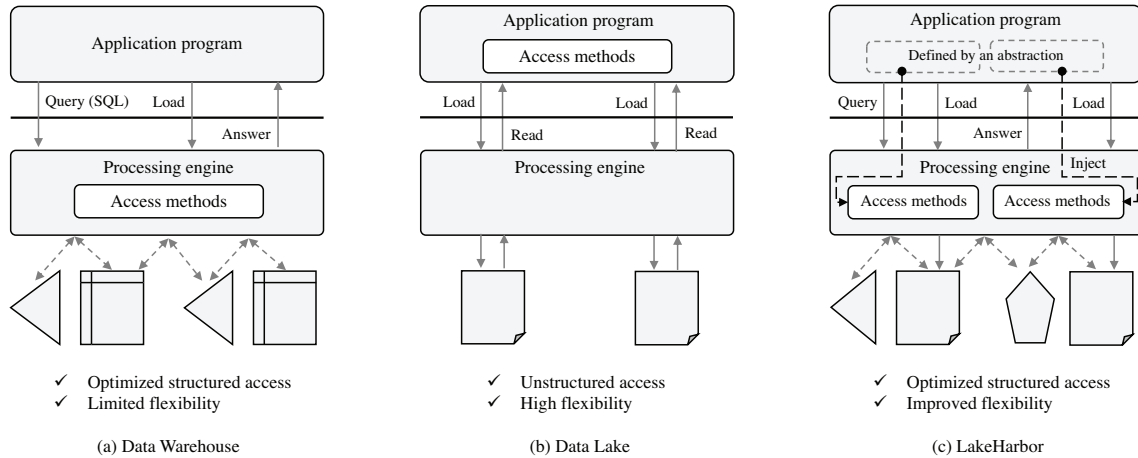 Application program
Query (SQL)
Load
Answer
Processing engine
Access methods
✓ Optimized structured access
✓ Limited flexibility
(a) Data Warehouse
Application program
Access methods
Load
Load
Read
Read
Processing engine
✓ Unstructured access
✓ High flexibility
(b) Data Lake
Application program
Defined by an abstraction
Query
Load
Load
Answer
Processing engine
Inject
Access methods
Access methods
✓ Optimized structured access
✓ Improved flexibility
(c) LakeHarbor